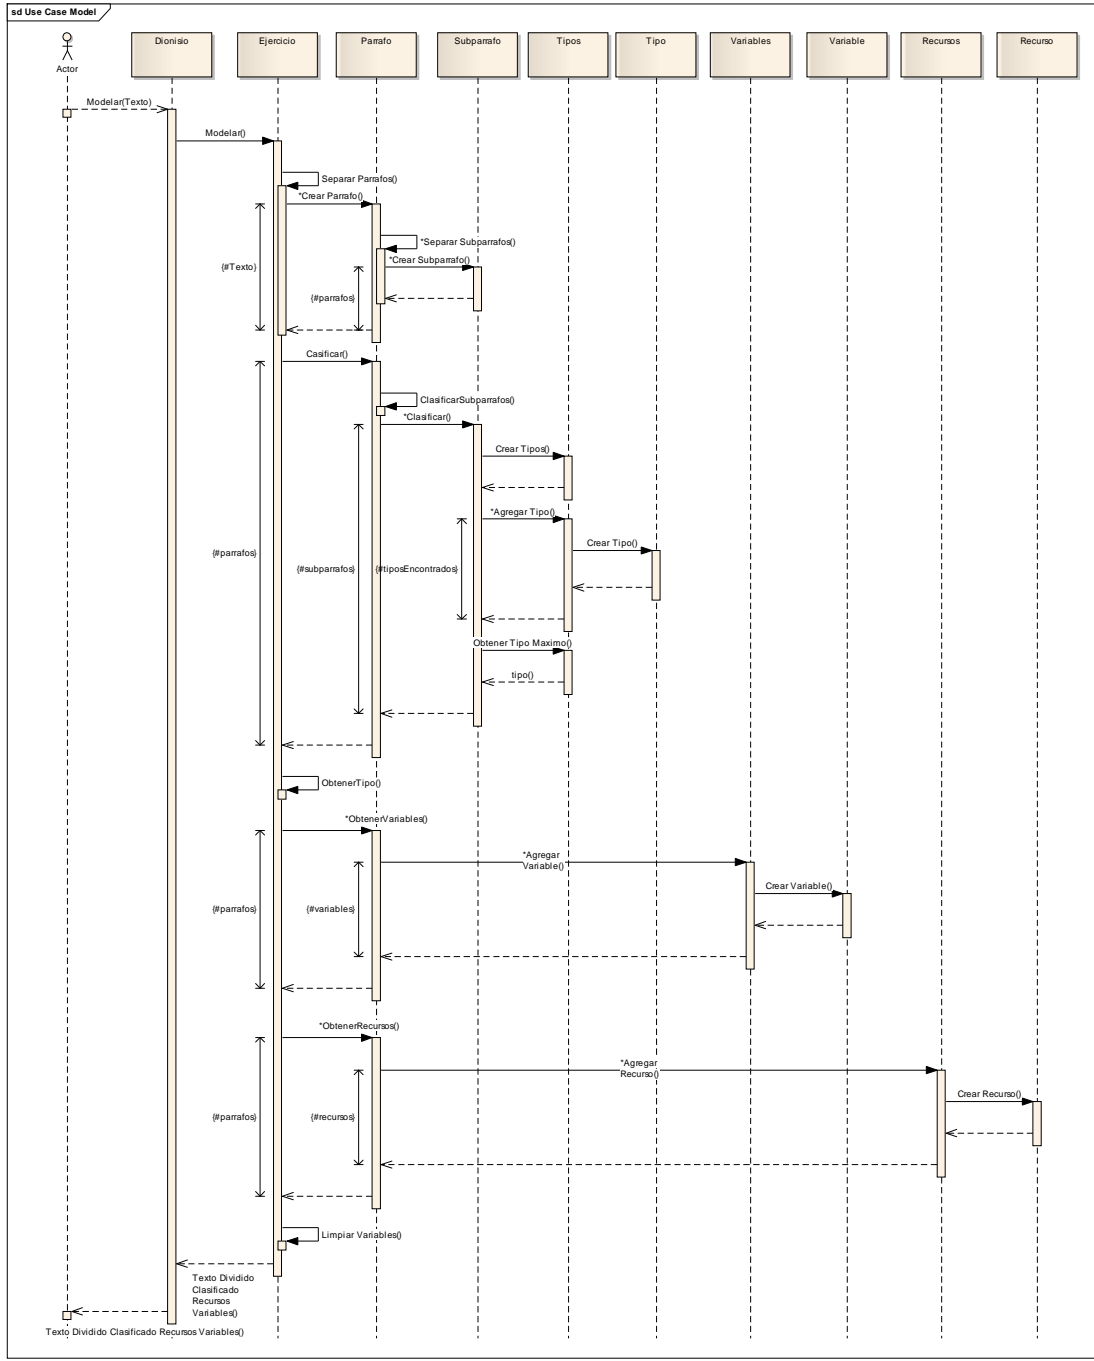 sd Use Case Model
Actor
Dionisio
Ejercicio
Parrafo
Subparrafo
Tipos
Tipo
Variables
Variable
Recursos
Recurso
Modelar(Texto)
Modelar()
Separar Parrafos()
*Crear Parrafo()
*Separar Subparrafos()
*Crear Subparrafo()
{#Texto}
{#parrafos}
Casificar()
ClasificarSubparrafos()
*Clasificar()
Crear Tipos()
*Agregar Tipo()
Crear Tipo()
{#parrafos}
{#subparrafos}
{#tiposEncontrados}
Obtener Tipo Maximo()
tipo()
ObtenerTipo()
*ObtenerVariables()
*Agregar
Variable()
Crear Variable()
{#parrafos}
{#variables}
*ObtenerRecursos()
*Agregar
Recurso()
Crear Recurso()
{#parrafos}
{#recursos}
Limpiar Variables()
Texto Dividido
Clasificado
Recursos
Variables()
Texto Dividido Clasificado Recursos Variables()